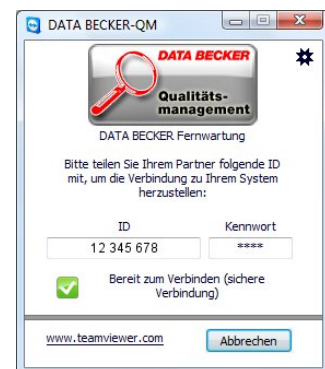 DATA BECKER-QM
DATA BECKER
Qualitäts-
management
DATA BECKER Fernwartung
Bitte teilen Sie Ihrem Partner folgende ID
mit, um die Verbindung zu Ihrem System
herzustellen:
ID Kennwort
12 345 678 ****
Bereit zum Verbinden (sichere
Verbindung)
www.teamviewer.com Abbrechen